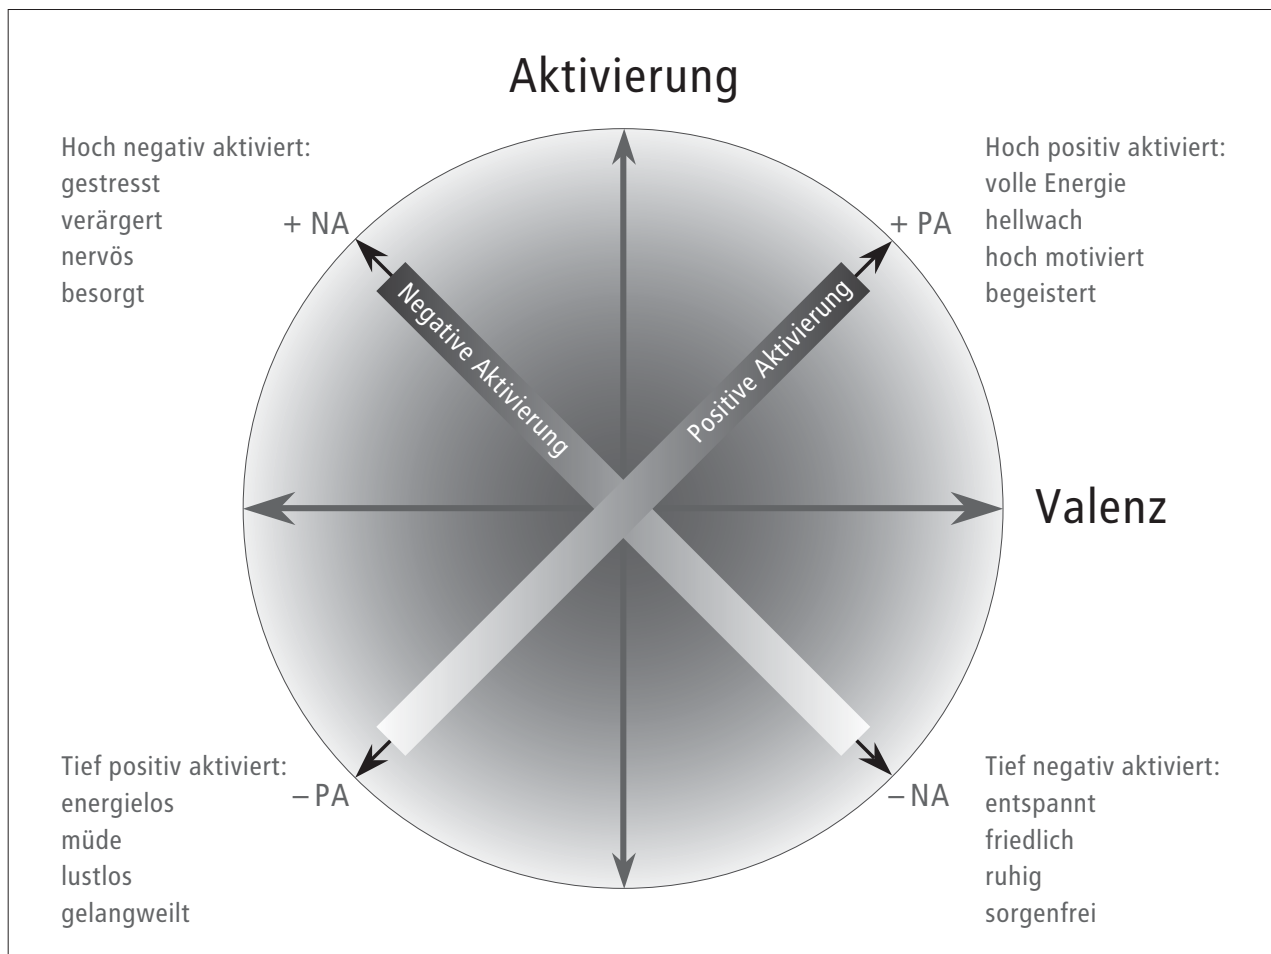 Aktivierung
Hoch negativ aktiviert:
gestresst
verärgert
nervös
besorgt
+ NA
Hoch positiv aktiviert:
volle Energie
hellwach
hoch motiviert
begeistert
+ PA
Negative Aktivierung
Positive Aktivierung
Valenz
Tief positiv aktiviert:
energielos
müde
lustlos
gelangweilt
– PA
– NA
Tief negativ aktiviert:
entspannt
friedlich
ruhig
sorgenfrei